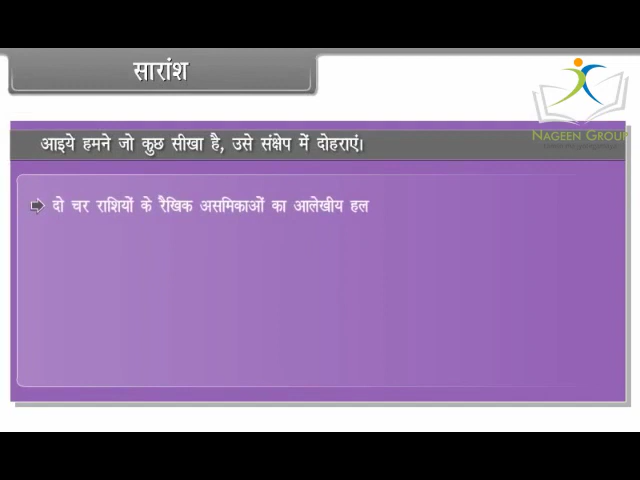 सारांश
NAGEEN GROUP
आइये हमने जो कुछ सीखा है, उसे संक्षेप में दोहराएं।
दो चर राशियों के रैखिक असमिकाओं का आलेखीय हल